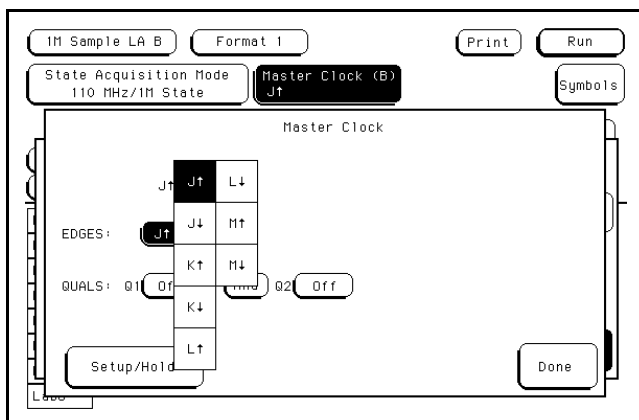 1M Sample LA B Format 1 Print Run
State Acquisition Mode
110 MHz/1M State
Master Clock (B)
J↑
Symbols
Master Clock
J↑
J↑ L↓
EDGES: J↑
J↓ M↑
K↑ M↓
QUALS: Q1 Q2 Off
K↓
L↑
Setup/Hold
Done